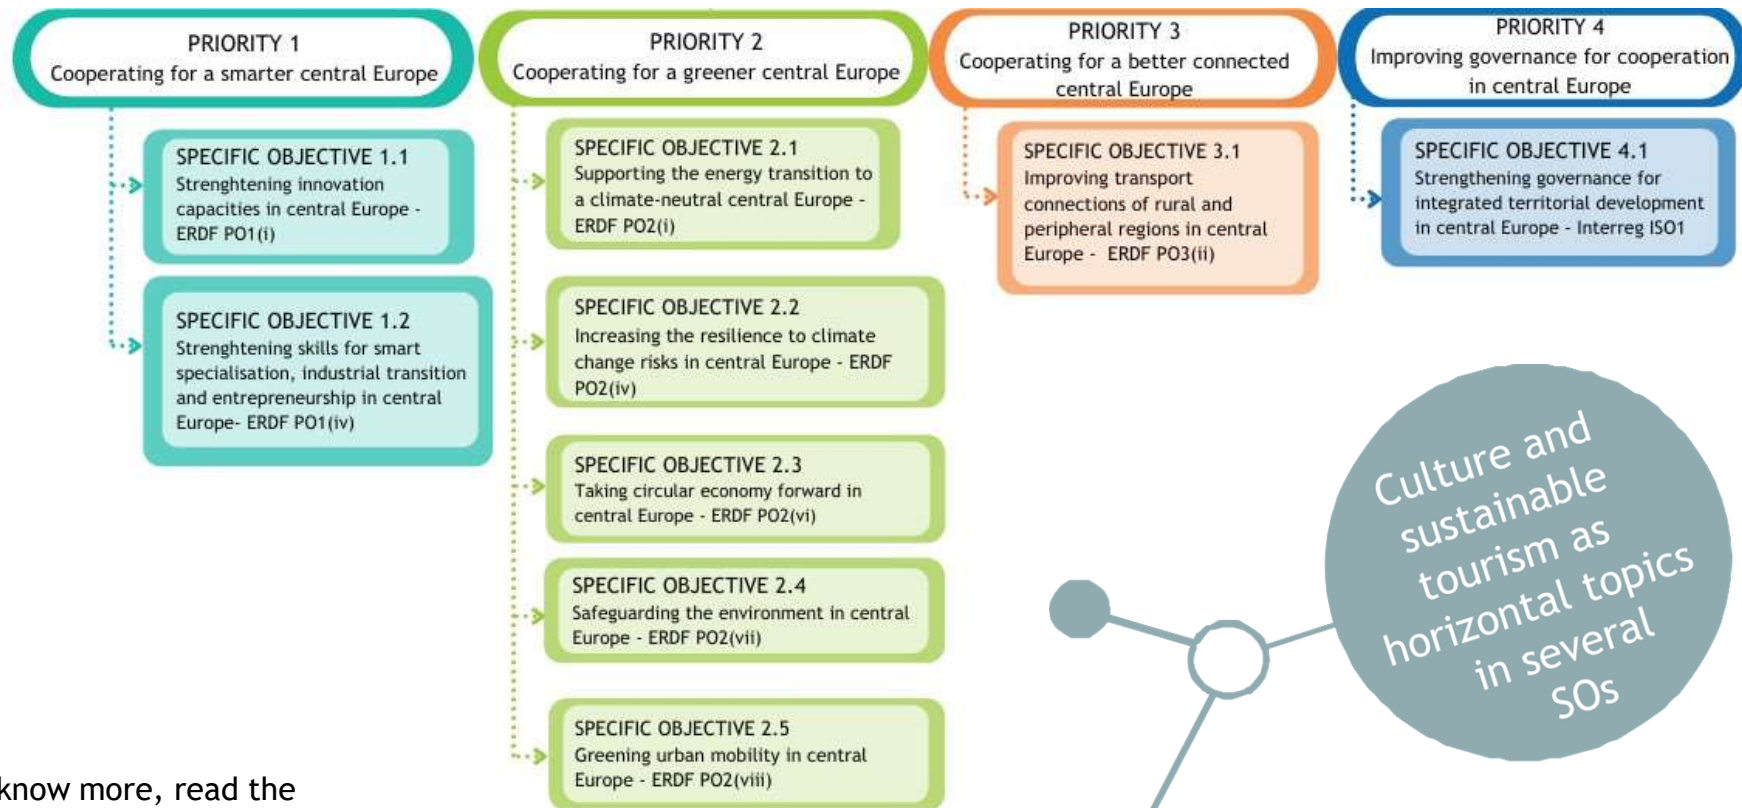 PRIORITY 1
Cooperating for a smarter central Europe
SPECIFIC OBJECTIVE 1.1
Strenghtening innovation
capacities in central Europe -
ERDF PO1(i)
SPECIFIC OBJECTIVE 1.2
Strenghtening skills for smart
specialisation, industrial transition
and entrepreneurship in central
Europe- ERDF PO1(iv)
PRIORITY 2
Cooperating for a greener central Europe
SPECIFIC OBJECTIVE 2.1
Supporting the energy transition to
a climate-neutral central Europe -
ERDF PO2(i)
SPECIFIC OBJECTIVE 2.2
Increasing the resilience to climate
change risks in central Europe - ERDF
PO2(iv)
SPECIFIC OBJECTIVE 2.3
Taking circular economy forward in
central Europe - ERDF PO2(vi)
SPECIFIC OBJECTIVE 2.4
Safeguarding the environment in central
Europe - ERDF PO2(vii)
SPECIFIC OBJECTIVE 2.5
Greening urban mobility in central
Europe - ERDF PO2(viii)
PRIORITY 3
Cooperating for a better connected
central Europe
SPECIFIC OBJECTIVE 3.1
Improving transport
connections of rural and
peripheral regions in central
Europe - ERDF PO3(ii)
PRIORITY 4
Improving governance for cooperation
in central Europe
SPECIFIC OBJECTIVE 4.1
Strengthening governance for
integrated territorial development
in central Europe - Interreg ISO1
Culture and
sustainable
tourism as
horizontal topics
in several
SOs
know more, read the